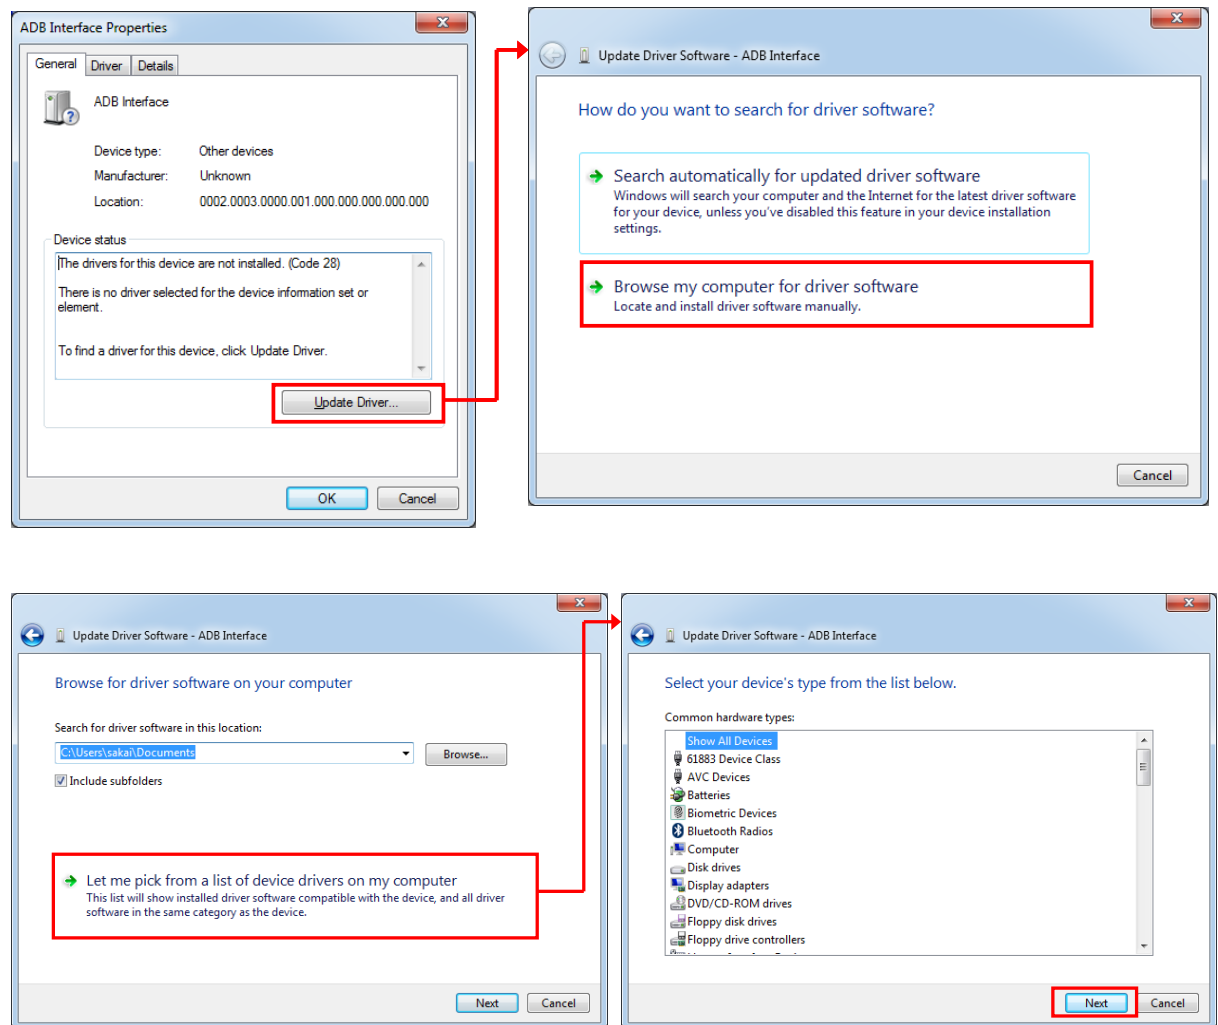 ADB Interface Properties
General Driver Details
ADB Interface
Device type: Other devices
Manufacturer: Unknown
Location: 0002.0003.0000.001.000.000.000.000.000
Device status
The drivers for this device are not installed. (Code 28)
There is no driver selected for the device information set or
element.
To find a driver for this device, click Update Driver.
Update Driver...
OK Cancel
Update Driver Software - ADB Interface
How do you want to search for driver software?
Search automatically for updated driver software
Windows will search your computer and the Internet for the latest driver software
for your device, unless you've disabled this feature in your device installation
settings.
Browse my computer for driver software
Locate and install driver software manually.
Cancel
Update Driver Software - ADB Interface
Browse for driver software on your computer
Search for driver software in this location:
C:\Users\sakai\Documents
Browse...
Include subfolders
Let me pick from a list of device drivers on my computer
This list will show installed driver software compatible with the device, and all driver
software in the same category as the device.
Next Cancel
Update Driver Software - ADB Interface
Select your device's type from the list below.
Common hardware types:
Show All Devices
61883 Device Class
AVC Devices
Batteries
Biometric Devices
Bluetooth Radios
Computer
Disk drives
Display adapters
DVD/CD-ROM drives
Floppy disk drives
Floppy drive controllers
Next Cancel